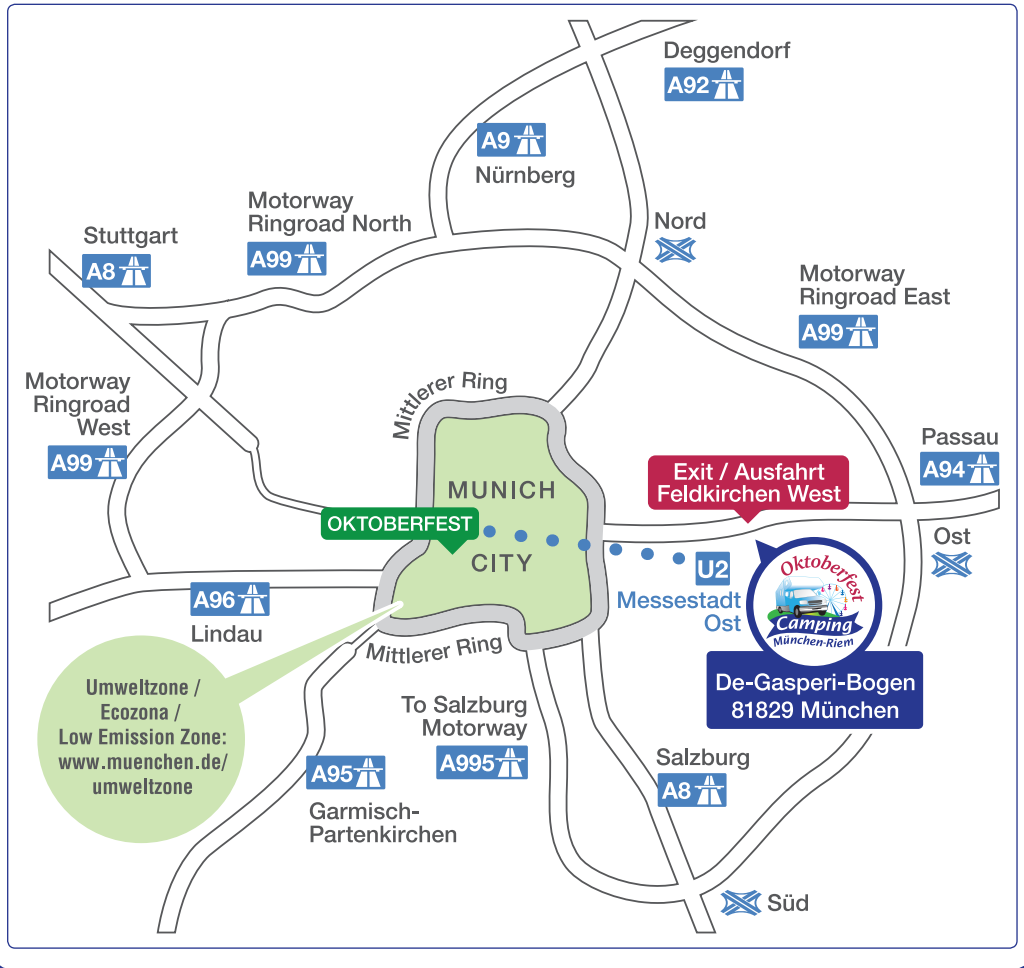 Deggendorf
A92
A9
Nürnberg
Motorway
Ringroad North
A99
Stuttgart
A8
Nord
Motorway
Ringroad East
A99
Motorway
Ringroad
West
A99
Mittlerer Ring
Passau
A94
Exit / Ausfahrt
Feldkirchen West
MUNICH
CITY
OKTOBERFEST
Ost
U2
Messestadt
Ost
Oktoberfest
Camping
München-Riem
De-Gasperi-Bogen
81829 München
A96
Lindau
Mittlerer Ring
Umweltzone /
Ecozona /
Low Emission Zone:
www.muenchen.de/
umweltzone
To Salzburg
Motorway
A995
Salzburg
A8
A95
Garmisch-
Partenkirchen
Süd